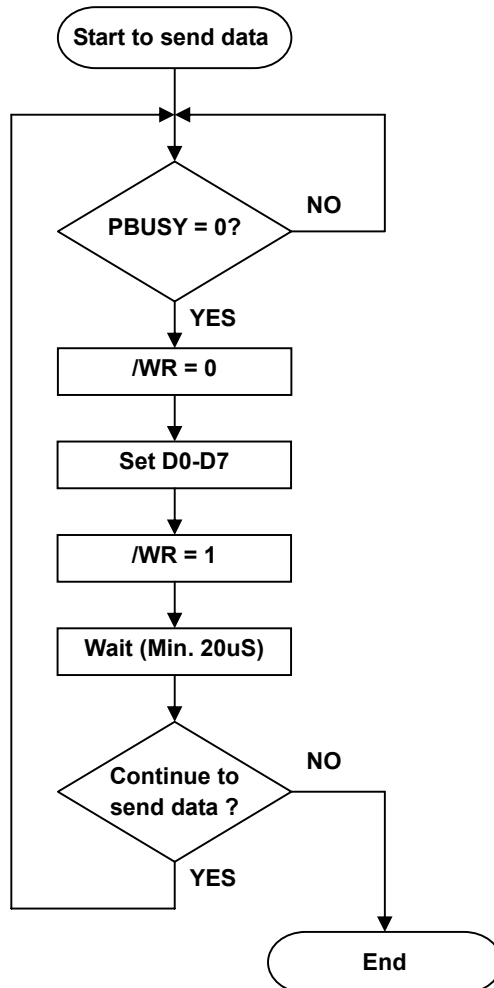 Start to send data
PBUSY = 0?
NO
YES
/WR = 0
Set D0-D7
/WR = 1
Wait (Min. 20uS)
Continue to
send data ?
NO
YES
End